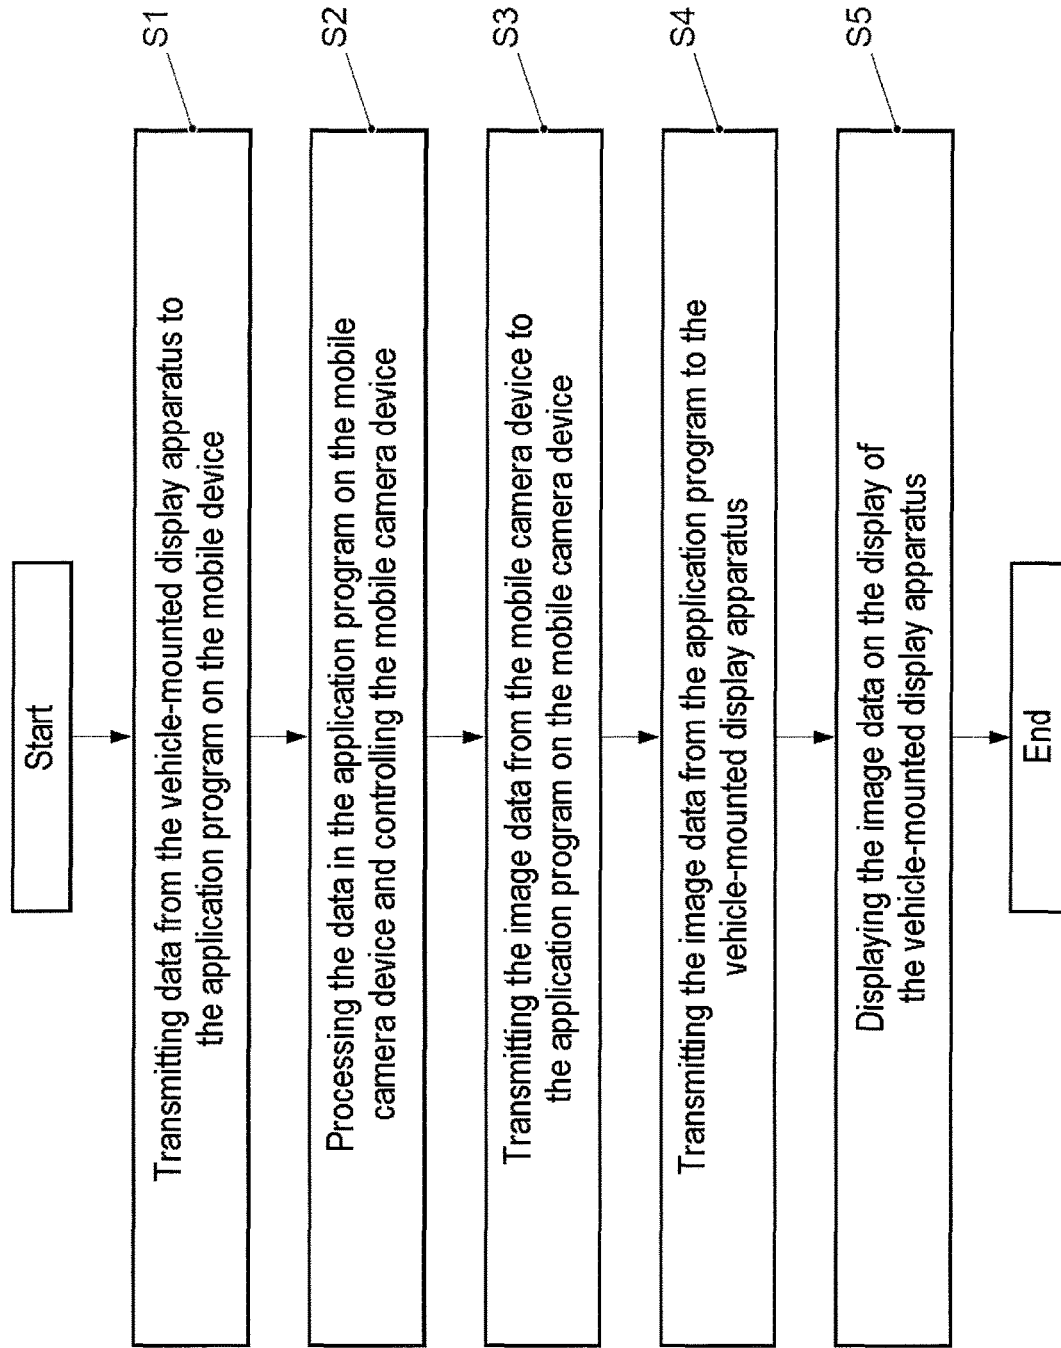 Start
Transmitting data from the vehicle-mounted display apparatus to
the application program on the mobile device
S1
Processing the data in the application program on the mobile
camera device and controlling the mobile camera device
S2
Transmitting the image data from the mobile camera device to
the application program on the mobile camera device
S3
Transmitting the image data from the application program to the
vehicle-mounted display apparatus
S4
Displaying the image data on the display of
the vehicle-mounted display apparatus
S5
End